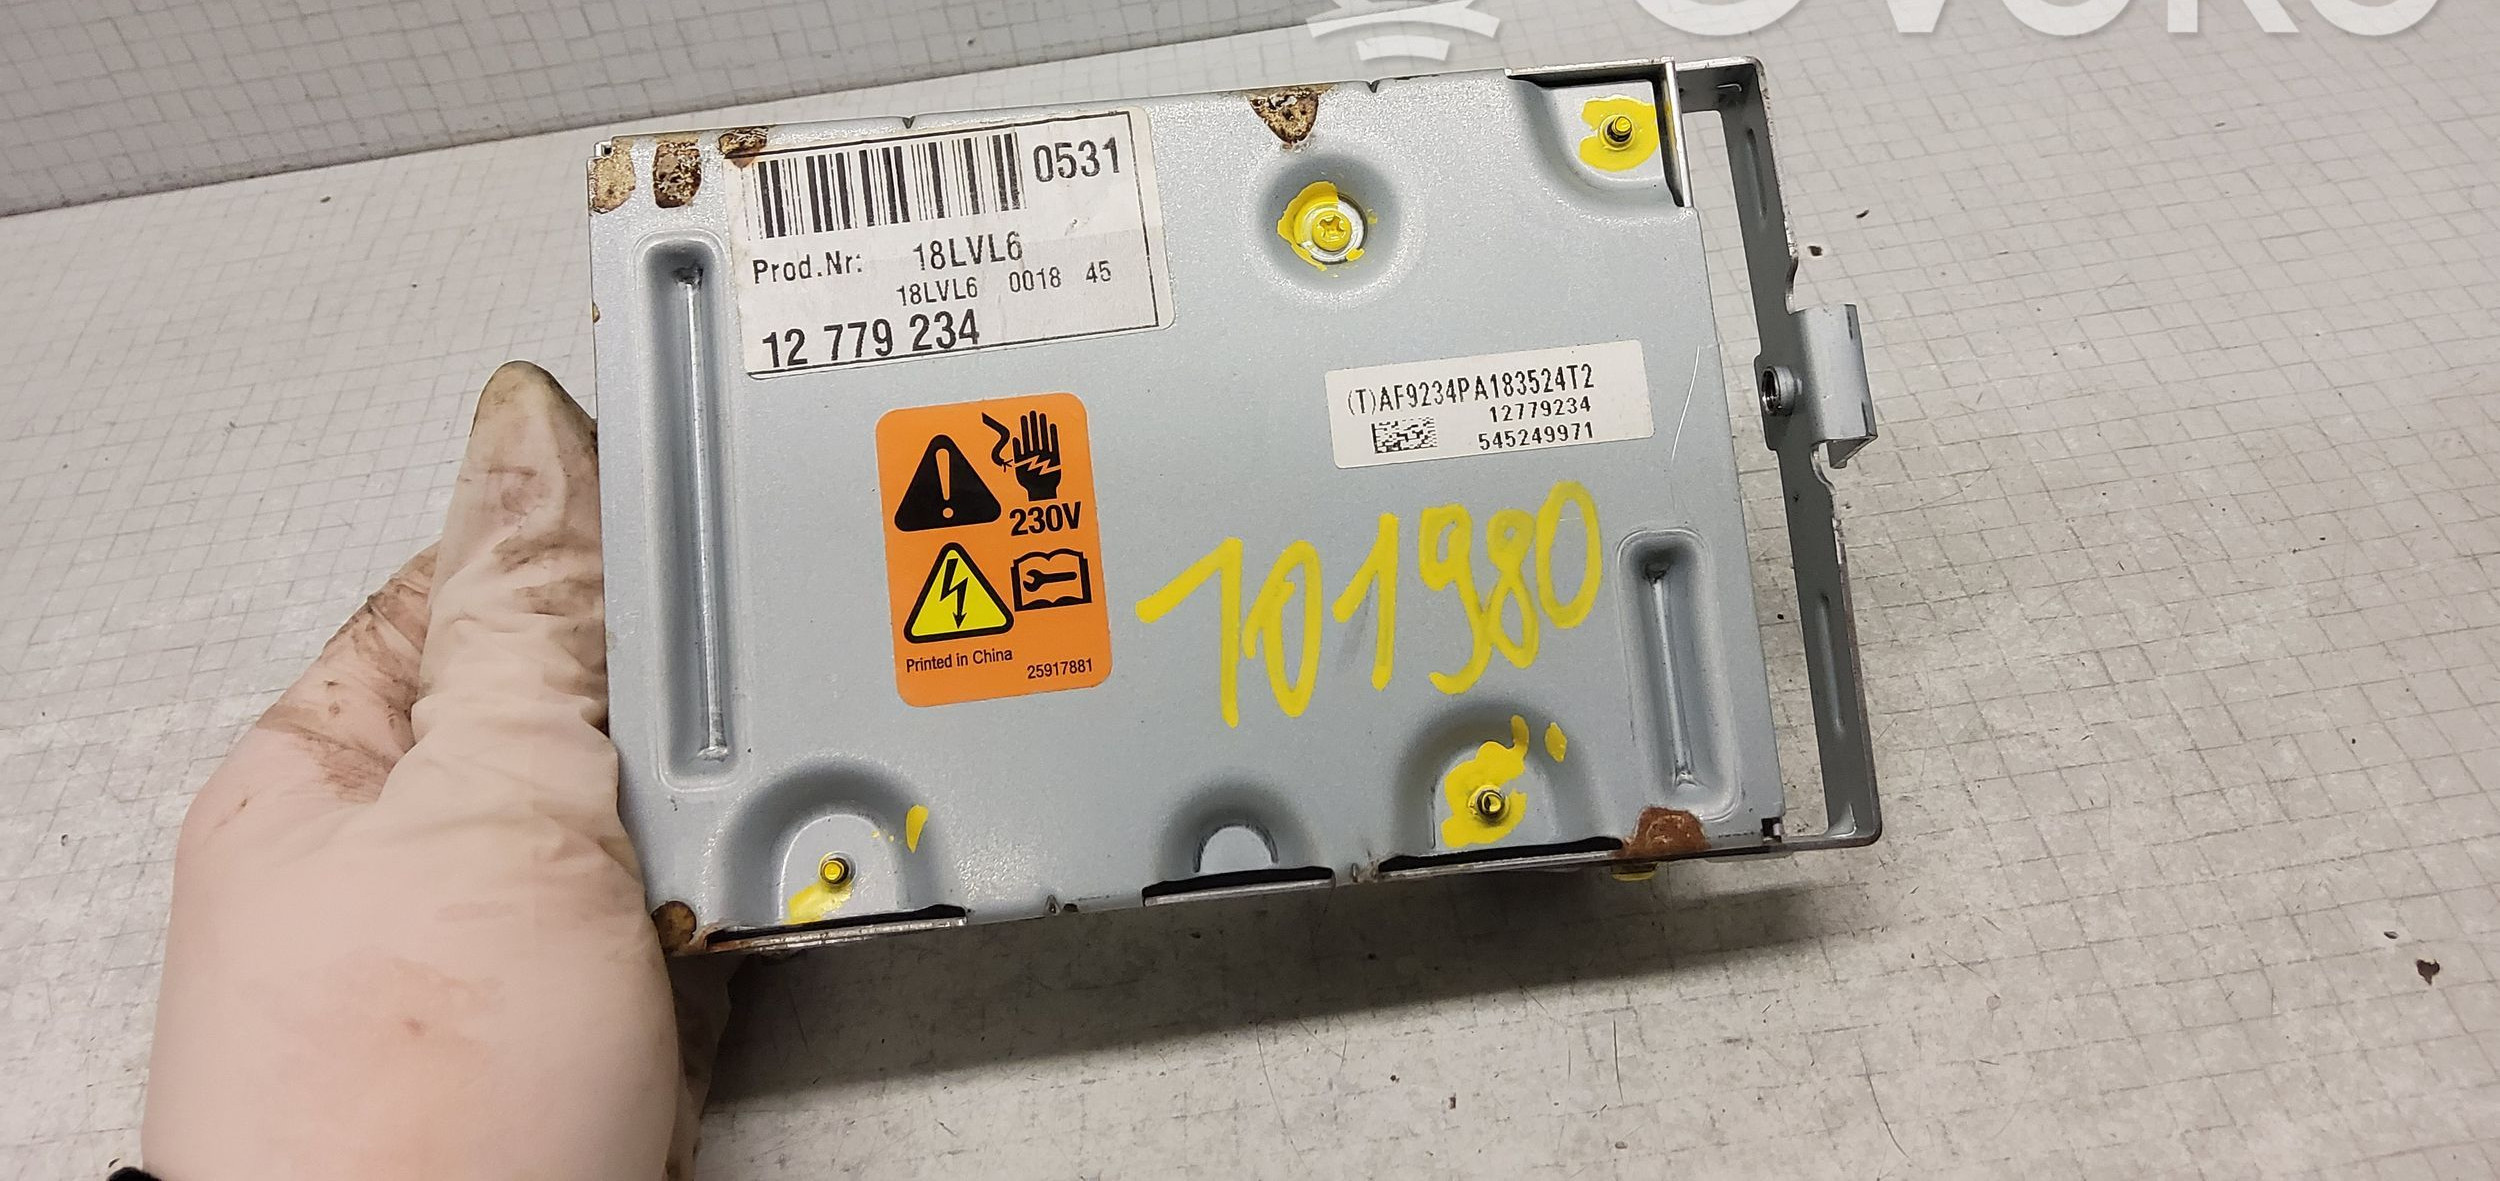 0531
Prod.Nr: 18LVL6
18LVL6 0018 45
12 779 234
(T)AF9234PA183524T2
12779234
545249971
230V
Printed in China 25917881
101980